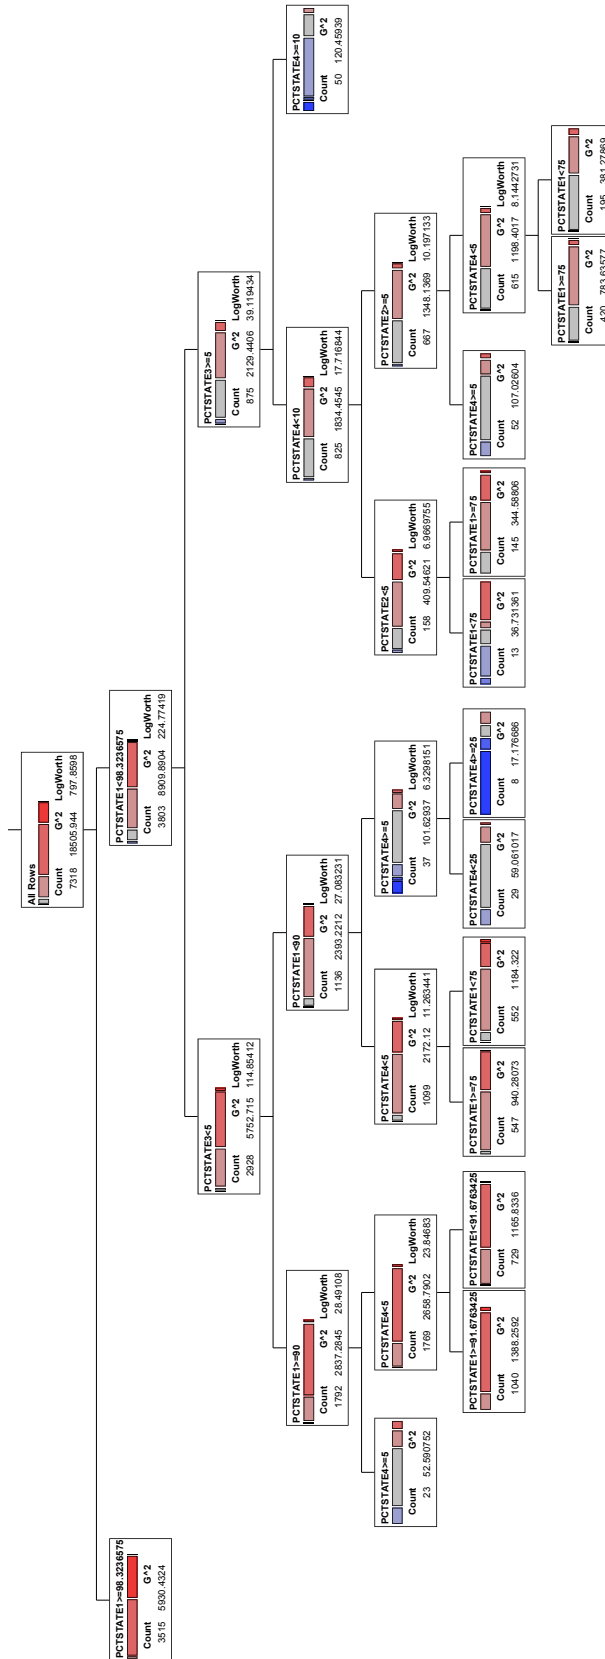 All Rows
Count G^2 LogWorth
7318 18505.944 797.8598
PCTSTATE1>=98.3236575
Count G^2
3515 5930.4324
PCTSTATE1<98.3236575
Count G^2 LogWorth
3803 8909.8904 224.77419
PCTSTATE3<5
Count G^2 LogWorth
2928 5752.715 114.85412
PCTSTATE3>=5
Count G^2 LogWorth
875 2129.4406 39.119434
PCTSTATE1>=90
Count G^2 LogWorth
1792 2837.2845 28.49108
PCTSTATE1<90
Count G^2 LogWorth
1136 2393.2212 27.083231
PCTSTATE4<10
Count G^2 LogWorth
825 1834.4545 17.716844
PCTSTATE4>=10
Count G^2
50 120.45939
PCTSTATE4>=5
Count G^2
23 52.590752
PCTSTATE4<5
Count G^2 LogWorth
1769 2658.7902 23.84683
PCTSTATE4<5
Count G^2 LogWorth
1099 2172.12 11.263441
PCTSTATE4>=5
Count G^2 LogWorth
37 101.62937 6.3298151
PCTSTATE2<5
Count G^2 LogWorth
158 409.54621 6.9669755
PCTSTATE2>=5
Count G^2 LogWorth
667 1348.1369 10.197133
PCTSTATE1>=91.6763425
Count G^2
1040 1388.2592
PCTSTATE1<91.6763425
Count G^2
729 1165.8336
PCTSTATE1>=75
Count G^2
547 940.28073
PCTSTATE1<75
Count G^2
552 1184.322
PCTSTATE4<25
Count G^2
29 59.061017
PCTSTATE4>=25
Count G^2
8 17.176686
PCTSTATE1<75
Count G^2
13 36.731361
PCTSTATE1>=75
Count G^2
145 344.58806
PCTSTATE4>=5
Count G^2
52 107.02604
PCTSTATE4<5
Count G^2 LogWorth
615 1198.4017 8.1442731
PCTSTATE1>=75
Count G^2
420 783.63577
PCTSTATE1<75
Count G^2
195 381.27869